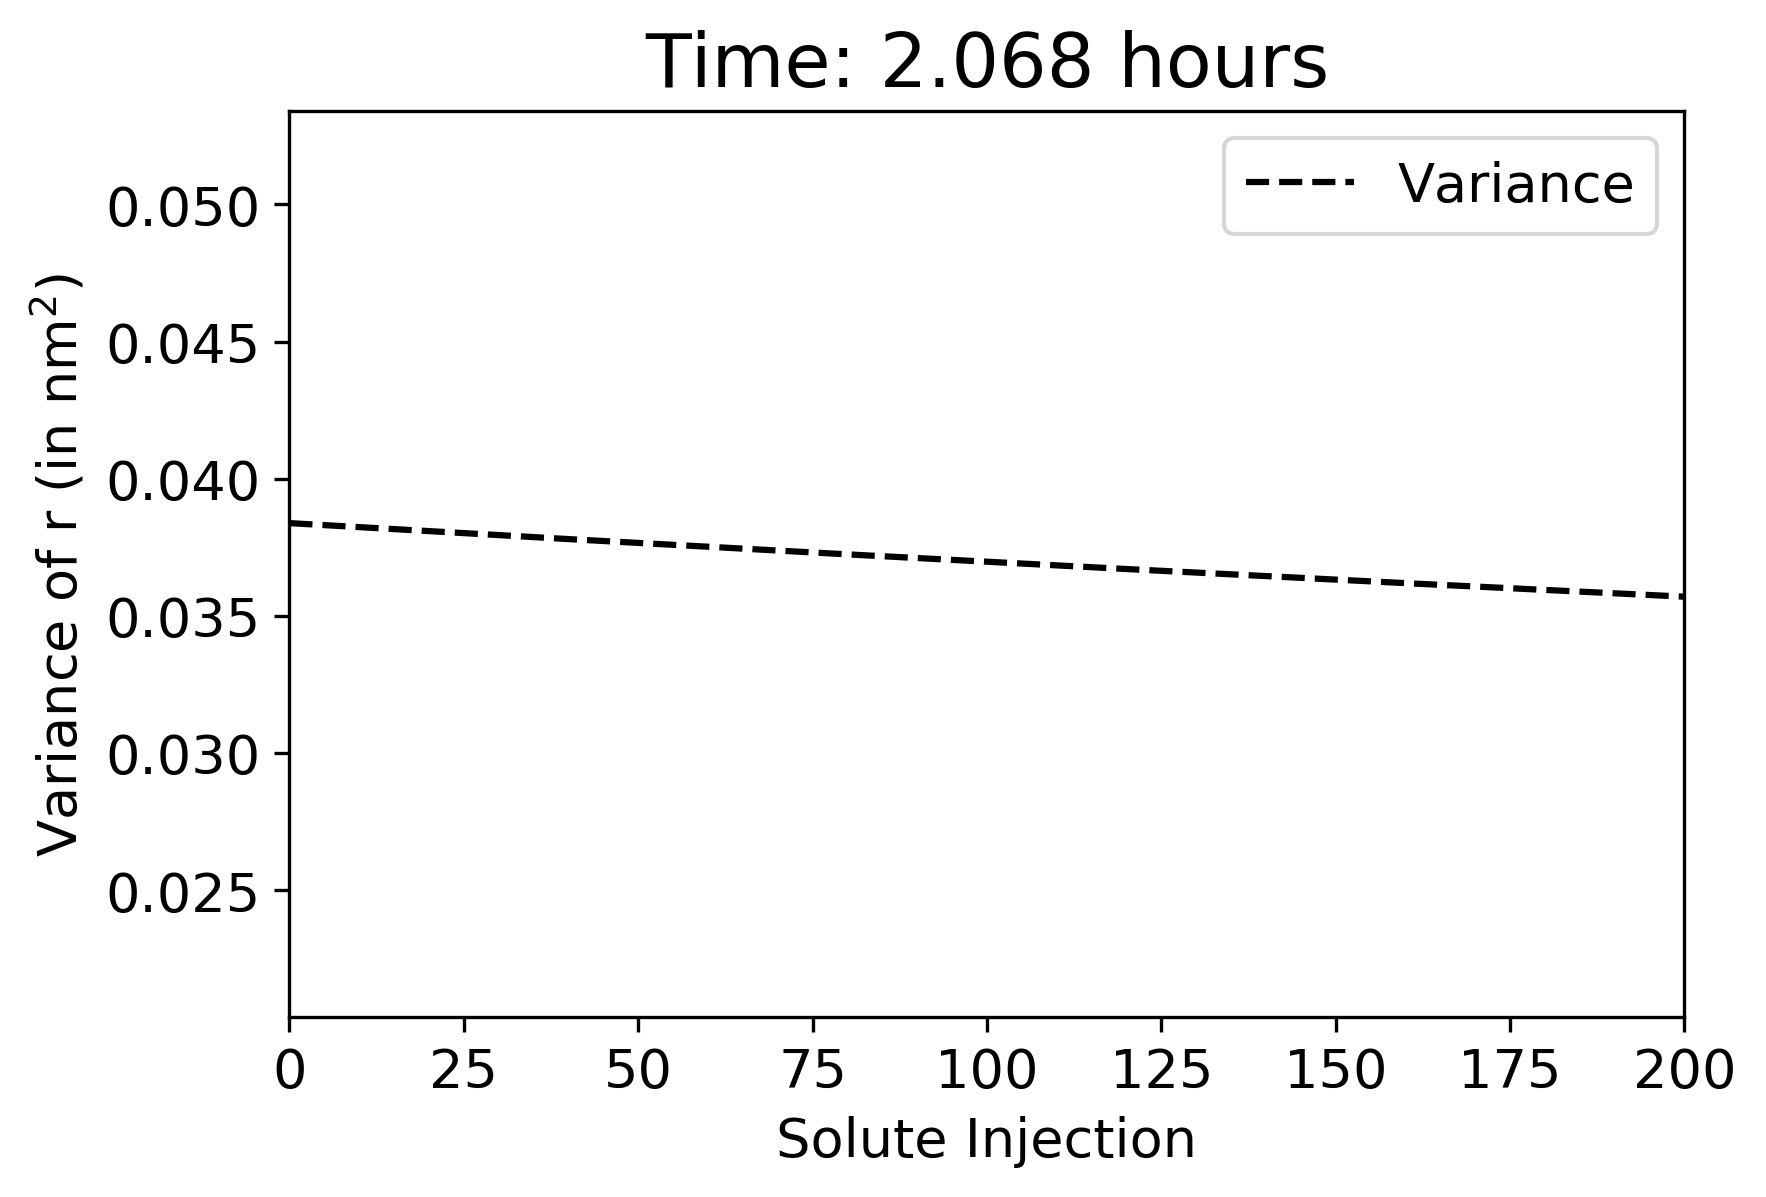 Time: 2.068 hours
Variance
Variance of r (in nm²)
0.050
0.045
0.040
0.035
0.030
0.025
0 25 50 75 100 125 150 175 200
Solute Injection